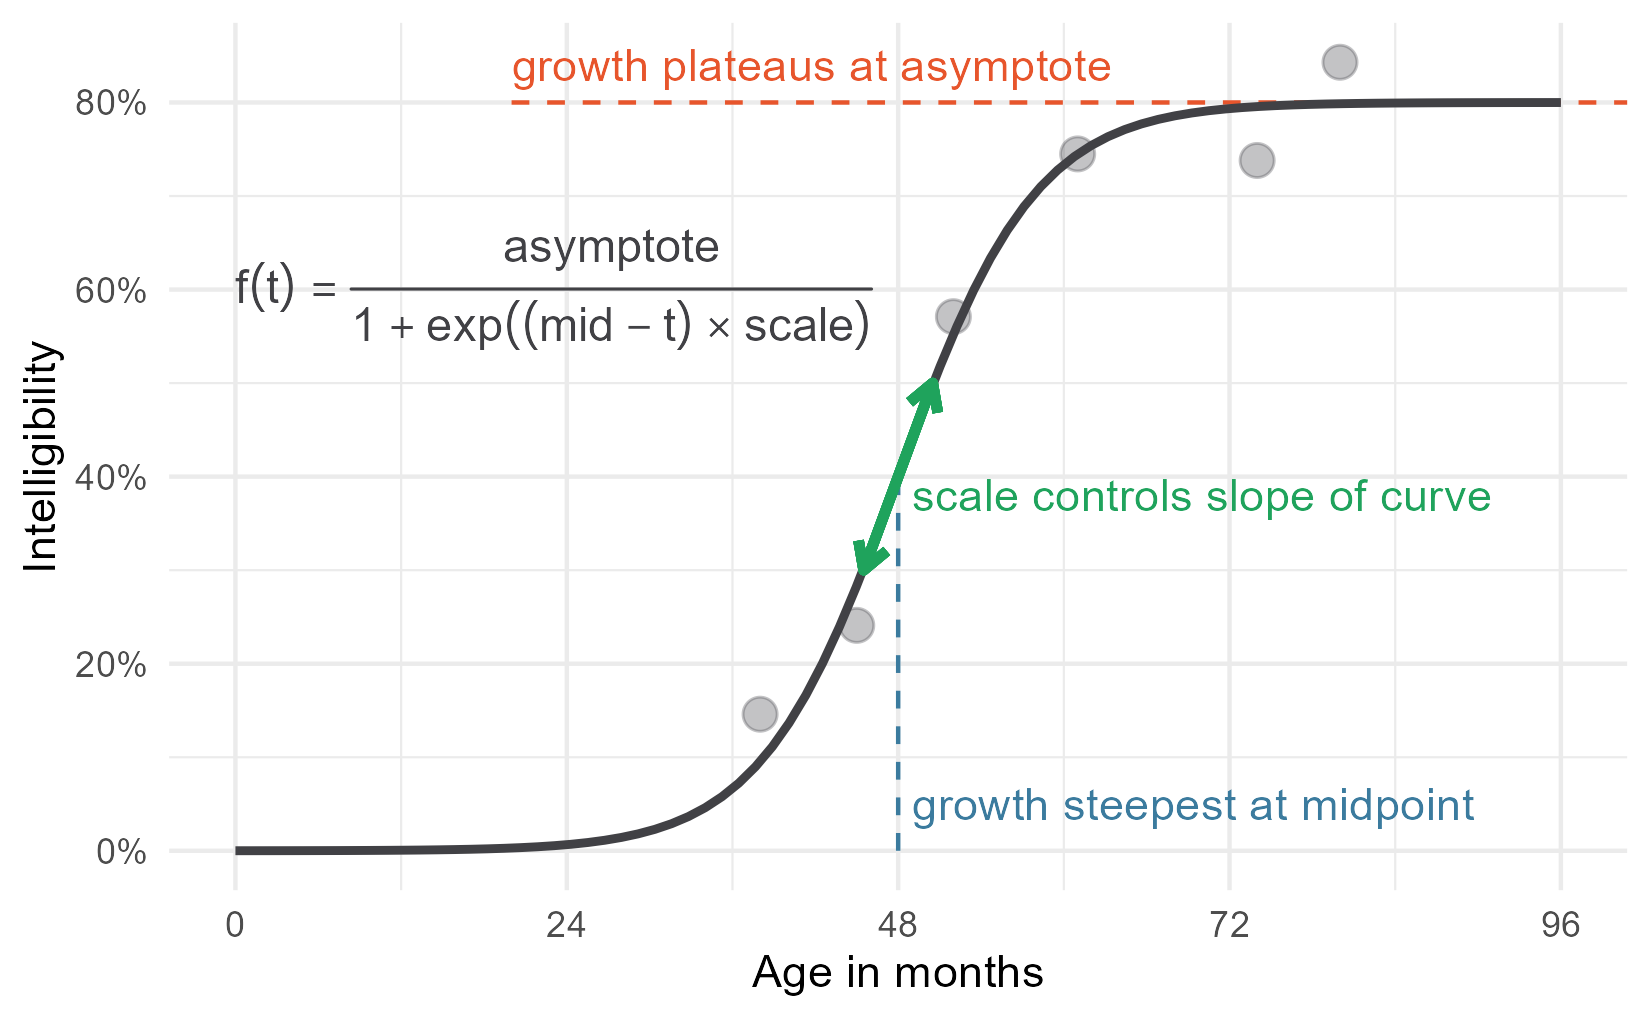 growth plateaus at asymptote
80%
asymptote
f(t) =
1 + exp((mid − t) × scale)
60%
40%
20%
0%
Intelligibility
scale controls slope of curve
growth steepest at midpoint
0 24 48 72 96
Age in months